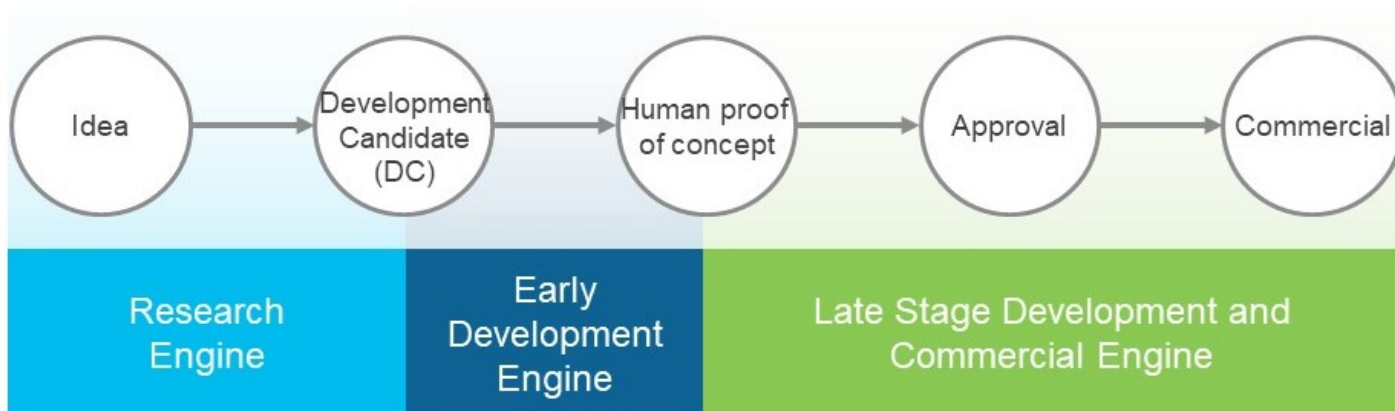 Idea
Development
Candidate
(DC)
Human proof
of concept
Approval
Commercial
Research
Engine
Early
Development
Engine
Late Stage Development and
Commercial Engine